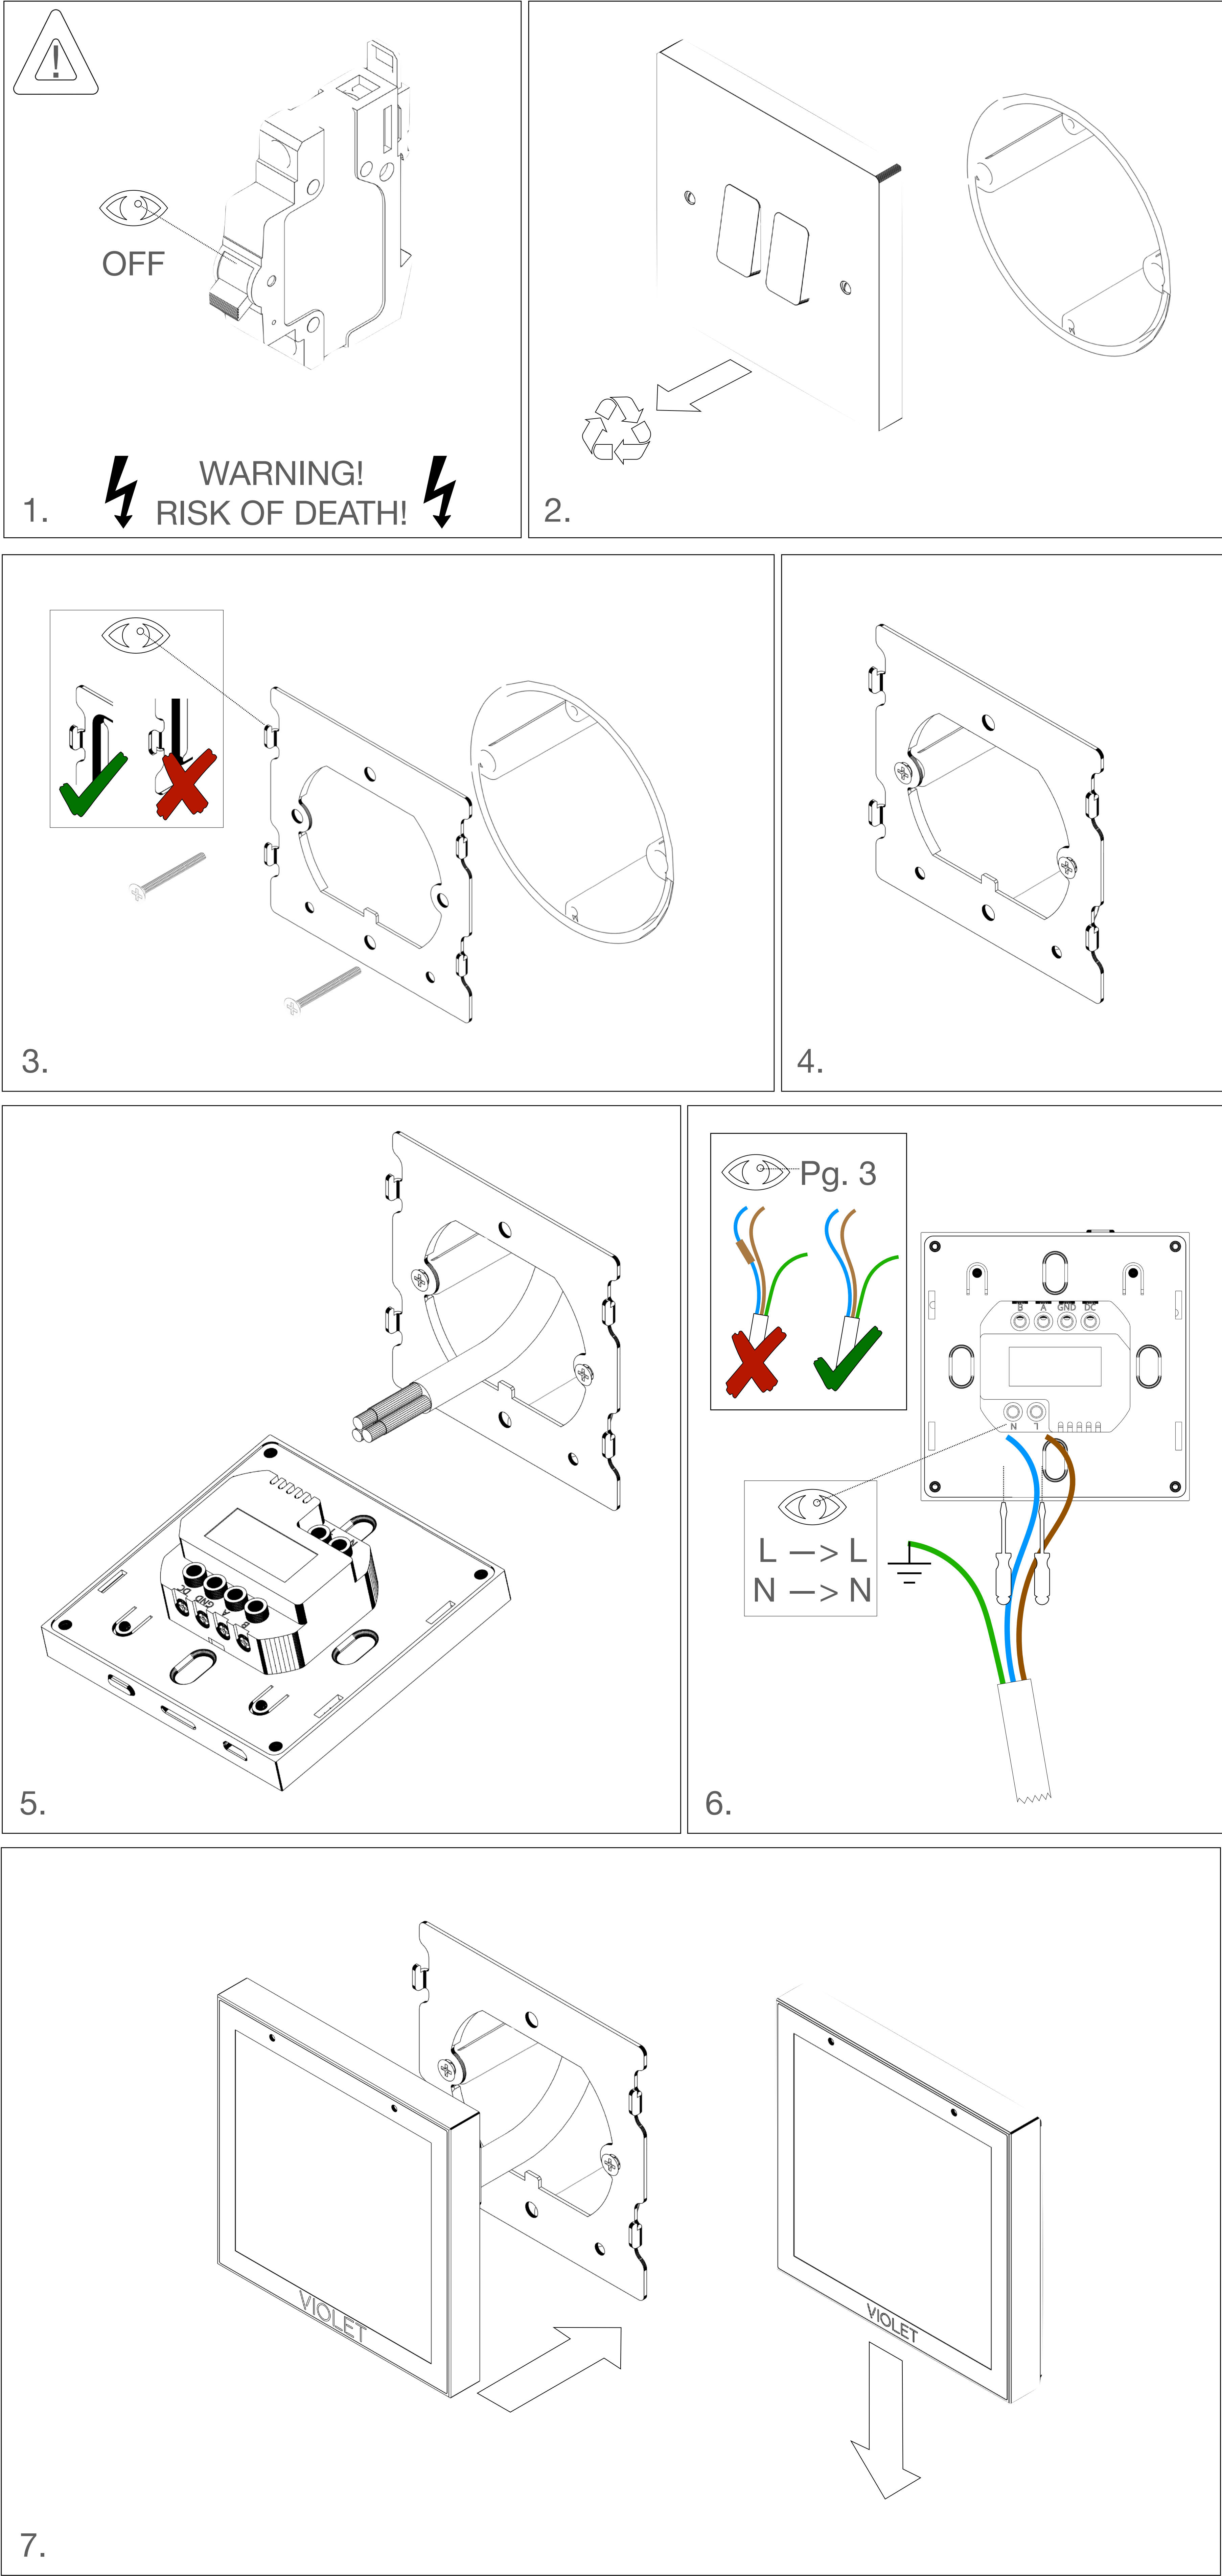 !
OFF
WARNING!
RISK OF DEATH!
1.
2.
3.
4.
DC
GND
A
B
5.
Pg. 3
B A GND DC
N L
L —> L
N —> N
6.
VIOLET
VIOLET
7.